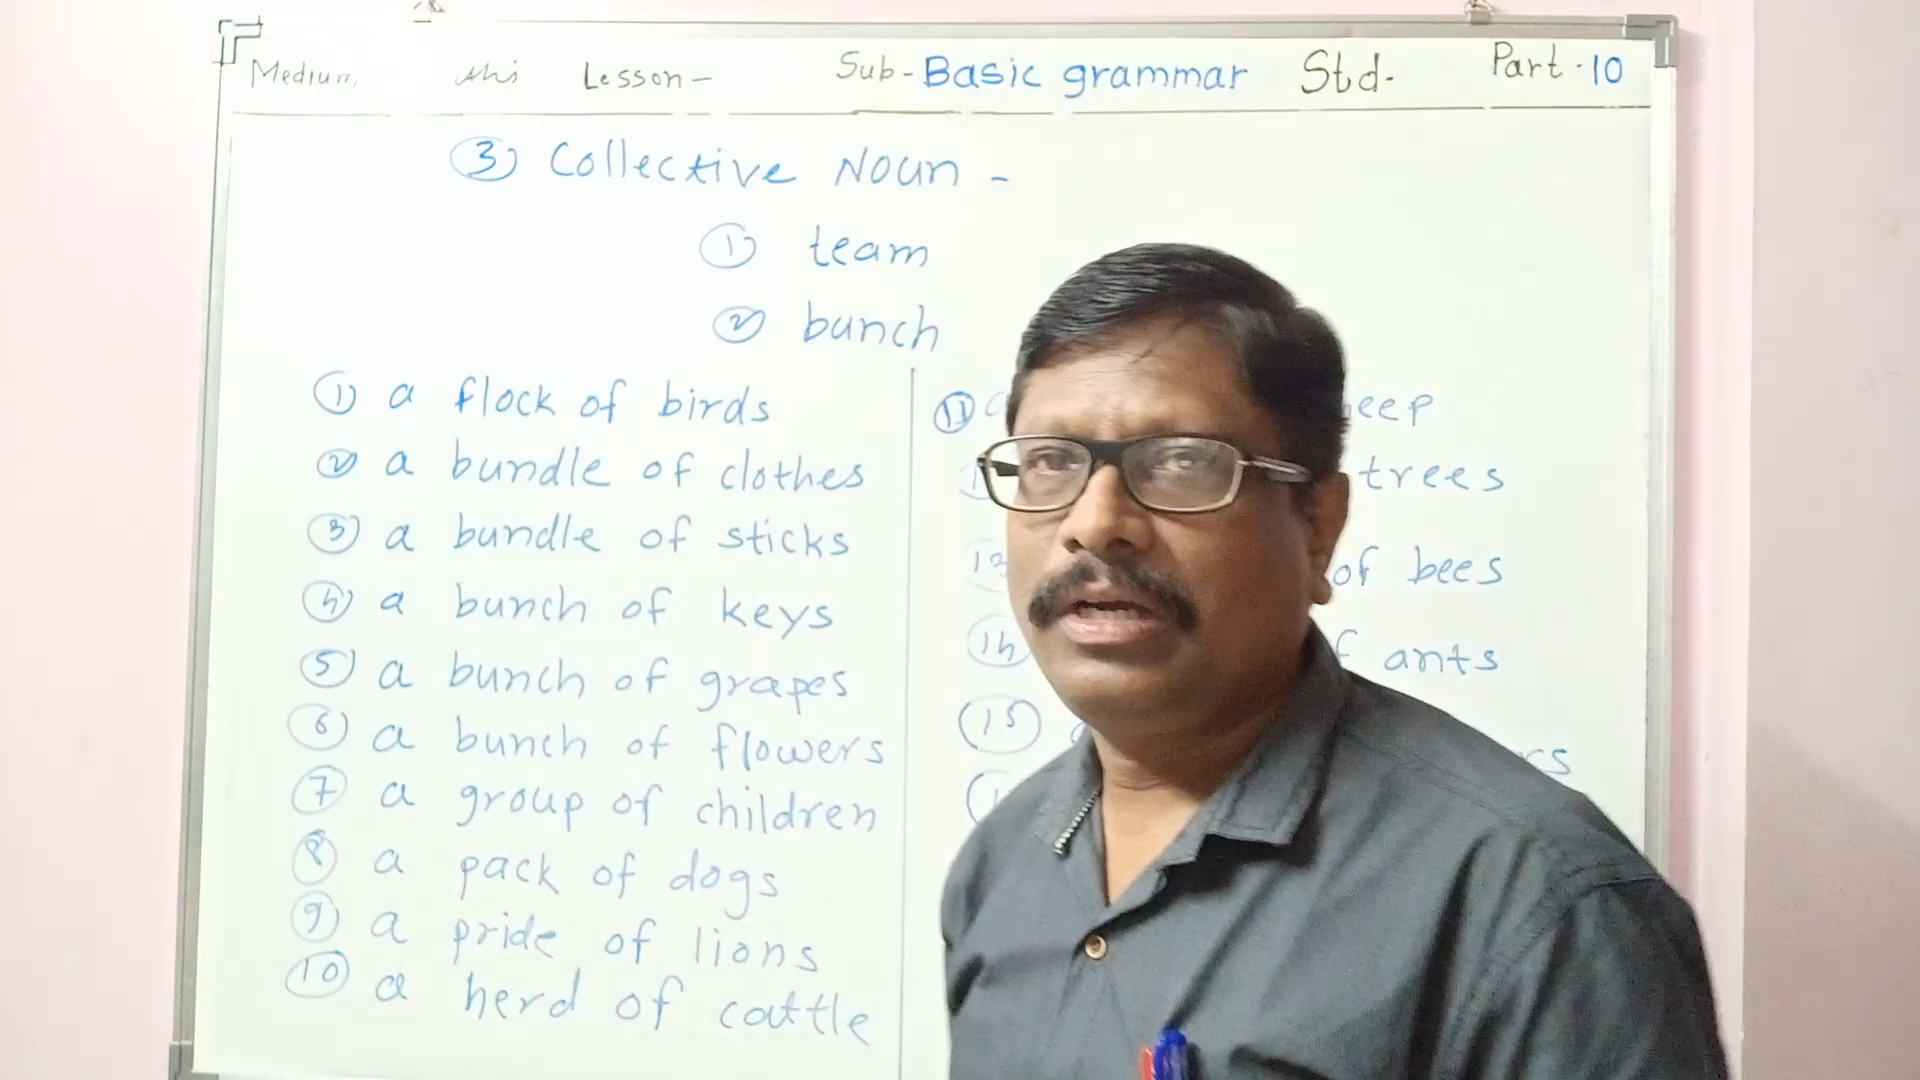 Medium Lesson - Sub - Basic grammar Std - Part - 10
③ Collective Noun -
① team
② bunch
① a flock of birds
② a bundle of clothes
③ a bundle of sticks
④ a bunch of keys
⑤ a bunch of grapes
⑥ a bunch of flowers
⑦ a group of children
⑧ a pack of dogs
⑨ a pride of lions
⑩ a herd of cattle
⑪
trees
of bees
⑭ ants
⑮